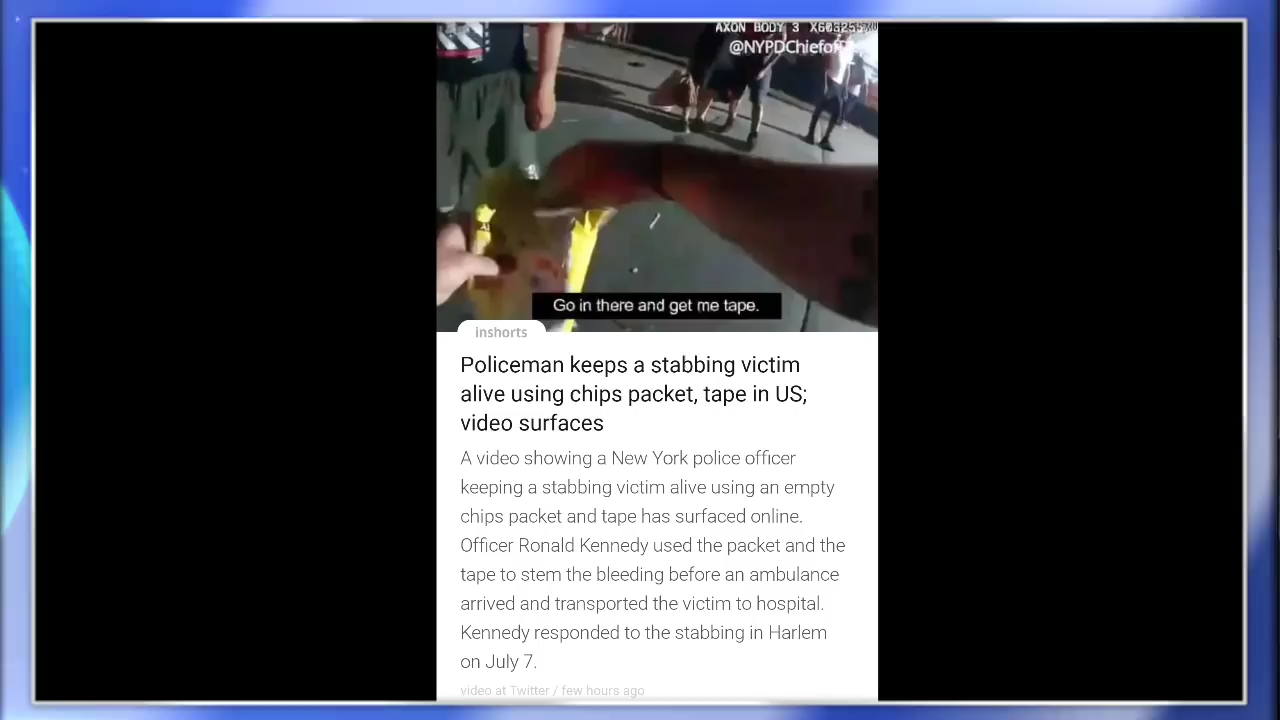 AXON BODY 3
@NYPDChiefof
Go in there and get me tape.
inshorts
Policeman keeps a stabbing victim
alive using chips packet, tape in US;
video surfaces
A video showing a New York police officer
keeping a stabbing victim alive using an empty
chips packet and tape has surfaced online.
Officer Ronald Kennedy used the packet and the
tape to stem the bleeding before an ambulance
arrived and transported the victim to hospital.
Kennedy responded to the stabbing in Harlem
on July 7.
video at Twitter / few hours ago